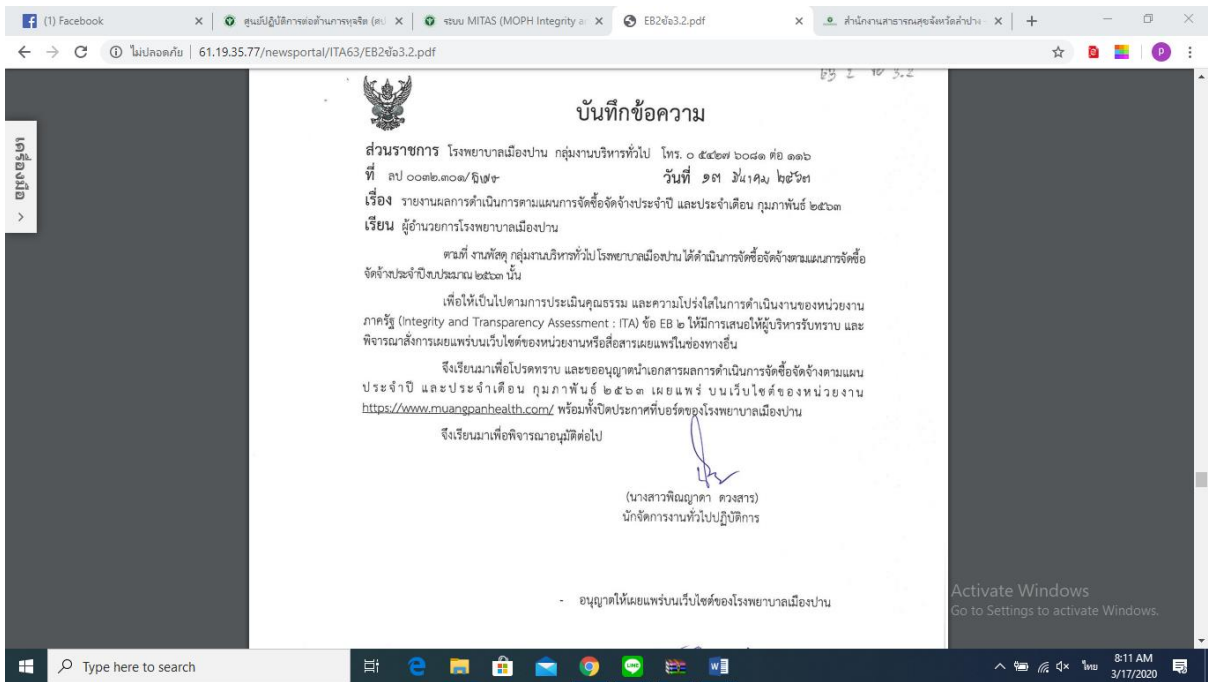 (1) Facebook
ศูนย์ปฏิบัติการต่อต้านการทุจริต (ศป
ระบบ MITAS (MOPH Integrity a
EB2ข้อ3.2.pdf
สำนักงานสาธารณสุขจังหวัดลำปาง
ไม่ปลอดภัย | 61.19.35.77/newsportal/ITA63/EB2ข้อ3.2.pdf
P
เครื่องมือ
3.2
บันทึกข้อความ
ส่วนราชการ โรงพยาบาลเมืองปาน กลุ่มงานบริหารทั่วไป โทร. ๐ ๕๔๒๗ ๖๐๘๑ ต่อ ๑๑๖
ที่ ลป ๐๐๓๒.๓๐๑/ วันที่ ๑๓ มีนาคม ๒๕๖๓
เรื่อง รายงานผลการดำเนินการตามแผนการจัดซื้อจัดจ้างประจำปี และประจำเดือน กุมภาพันธ์ ๒๕๖๓
เรียน ผู้อำนวยการโรงพยาบาลเมืองปาน
ตามที่ งานพัสดุ กลุ่มงานบริหารทั่วไป โรงพยาบาลเมืองปาน ได้ดำเนินการจัดซื้อจัดจ้างตามแผนการจัดซื้อ
จัดจ้างประจำปีงบประมาณ ๒๕๖๓ นั้น
เพื่อให้เป็นไปตามการประเมินคุณธรรม และความโปร่งใสในการดำเนินงานของหน่วยงาน
ภาครัฐ (Integrity and Transparency Assessment : ITA) ข้อ EB ๒ ให้มีการเสนอให้ผู้บริหารรับทราบ และ
พิจารณาสั่งการเผยแพร่บนเว็บไซต์ของหน่วยงานหรือสื่อสารเผยแพร่ในช่องทางอื่น
จึงเรียนมาเพื่อโปรดทราบ และขออนุญาตนำเอกสารผลการดำเนินการจัดซื้อจัดจ้างตามแผน
ประจำปี และประจำเดือน กุมภาพันธ์ ๒๕๖๓ เผยแพร่ บนเว็บไซต์ของหน่วยงาน
https://www.muangpanhealth.com/ พร้อมทั้งปิดประกาศที่บอร์ดของโรงพยาบาลเมืองปาน
จึงเรียนมาเพื่อพิจารณาอนุมัติต่อไป
(นางสาวพิณญาดา ดวงสาร)
นักจัดการงานทั่วไปปฏิบัติการ
- อนุญาตให้เผยแพร่บนเว็บไซต์ของโรงพยาบาลเมืองปาน
Activate Windows
Go to Settings to activate Windows.
Type here to search
ไทย
8:11 AM
3/17/2020